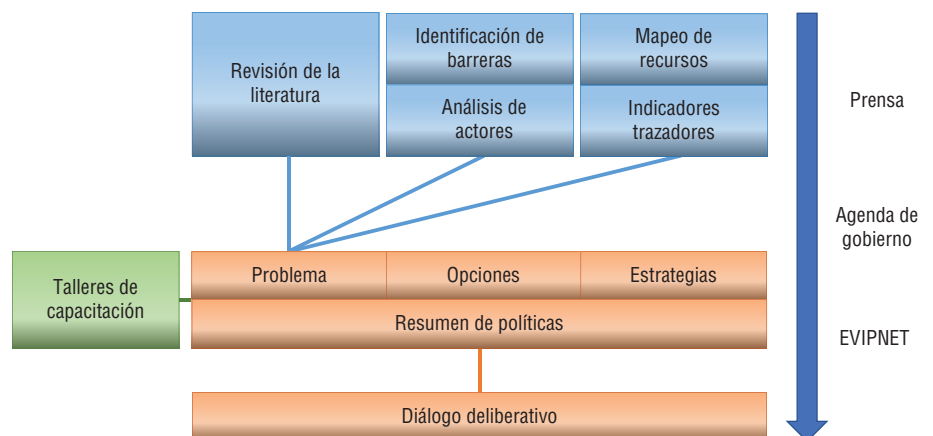 Revisión de la
literatura
Identificación de
barreras
Mapeo de
recursos
Análisis de
actores
Indicadores
trazadores
Prensa
Agenda de
gobierno
EVIPNET
Talleres de
capacitación
Problema
Opciones
Estrategias
Resumen de políticas
Diálogo deliberativo